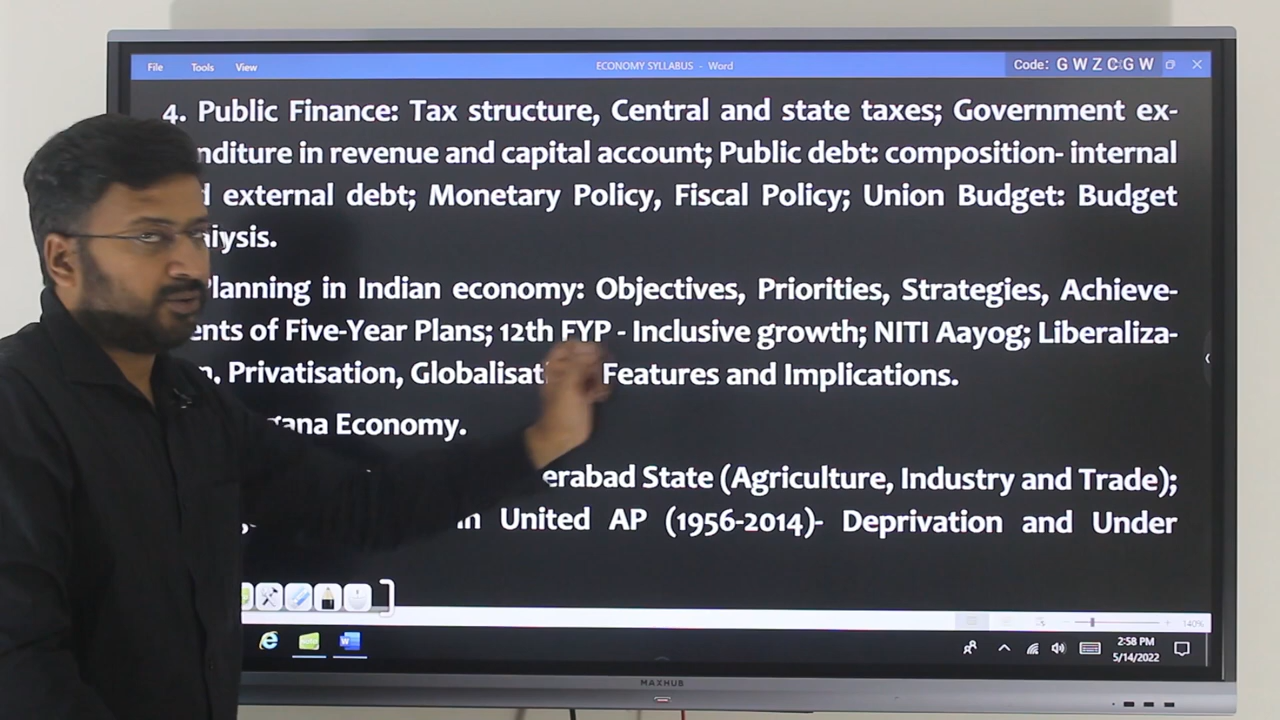 File Tools View ECONOMY SYLLABUS - Word Code: G W Z C G W
4. Public Finance: Tax structure, Central and state taxes; Government ex-
nditure in revenue and capital account; Public debt: composition- internal
d external debt; Monetary Policy, Fiscal Policy; Union Budget: Budget
alysis.
Planning in Indian economy: Objectives, Priorities, Strategies, Achieve-
ents of Five-Year Plans; 12th FYP - Inclusive growth; NITI Aayog; Liberaliza-
n, Privatisation, Globalisat Features and Implications.
gana Economy.
erabad State (Agriculture, Industry and Trade);
in United AP (1956-2014)- Deprivation and Under
140%
2:58 PM
5/14/2022
MAXHUB